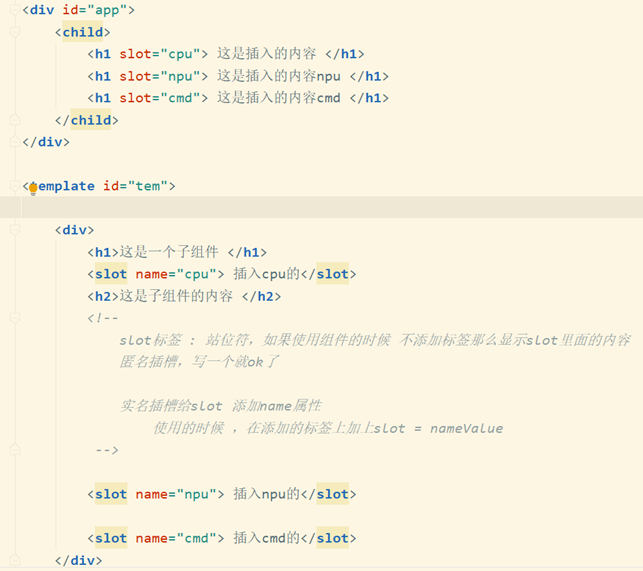 <div id="app">
<child>
<h1 slot="cpu"> 这是插入的内容 </h1>
<h1 slot="npu"> 这是插入的内容npu </h1>
<h1 slot="cmd"> 这是插入的内容cmd </h1>
</child>
</div>
<template id="tem">
<div>
<h1>这是一个子组件 </h1>
<slot name="cpu"> 插入cpu的</slot>
<h2>这是子组件的内容 </h2>
<!--
slot标签 : 站位符，如果使用组件的时候 不添加标签那么显示slot里面的内容
匿名插槽，写一个就ok了
实名插槽给slot 添加name属性
使用的时候 ，在添加的标签上加上slot = nameValue
-->
<slot name="npu"> 插入npu的</slot>
<slot name="cmd"> 插入cmd的</slot>
</div>